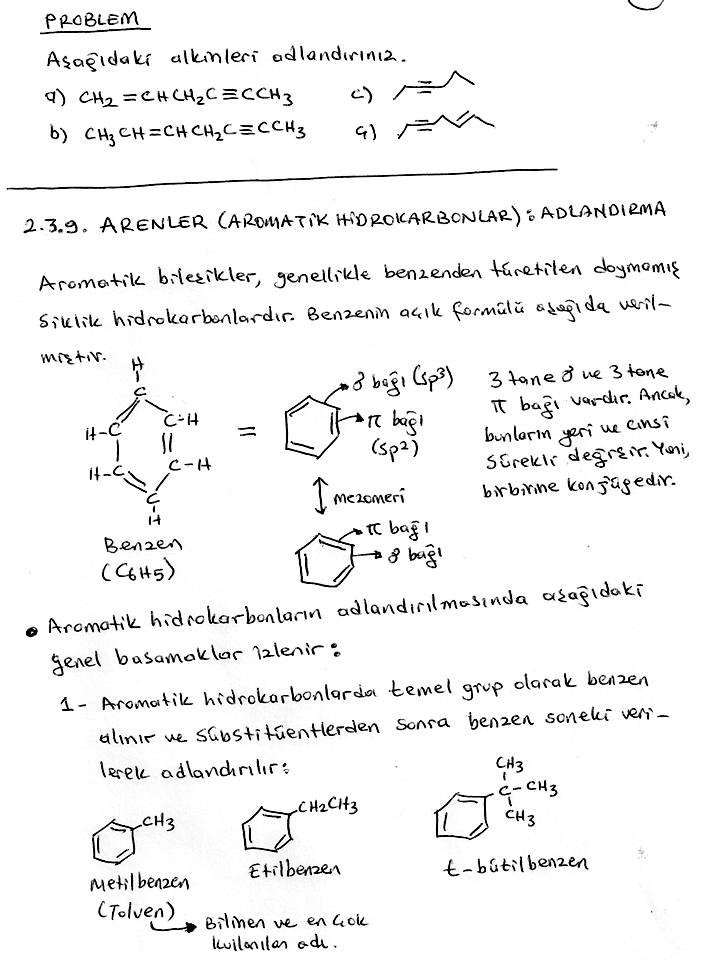 PROBLEM
Aşağıdaki alkinleri adlandırınız.
a) CH2=CHCH2C≡CCH3 c)
b) CH3CH=CHCH2C≡CCH3 ç)
2.3.9. ARENLER (AROMATİK HİDROKARBONLAR): ADLANDIRMA
Aromatik bileşikler, genellikle benzenden türetilen doymamış
siklik hidrokarbonlardır. Benzenin açık formülü aşağıda veril-
miştir.
H
C
H-C C-H
H-C C-H
C
H
Benzen
(C6H5)
=
σ bağı (sp3)
π bağı
(sp2)
mezomeri
π bağı
σ bağı
3 tane σ ve 3 tane
π bağı vardır. Ancak,
bunların yeri ve cinsi
sürekli değişir. Yani,
birbirine konjügedir.
• Aromatik hidrokarbonların adlandırılmasında aşağıdaki
genel basamaklar izlenir:
1- Aromatik hidrokarbonlarda temel grup olarak benzen
alınır ve sübstitüentlerden sonra benzen soneki veri-
lerek adlandırılır:
CH3
Metilbenzen
(Tolven)
Bilinen ve en çok
kullanılan adı.
CH2CH3
Etilbenzen
CH3
C-CH3
CH3
t-bütilbenzen